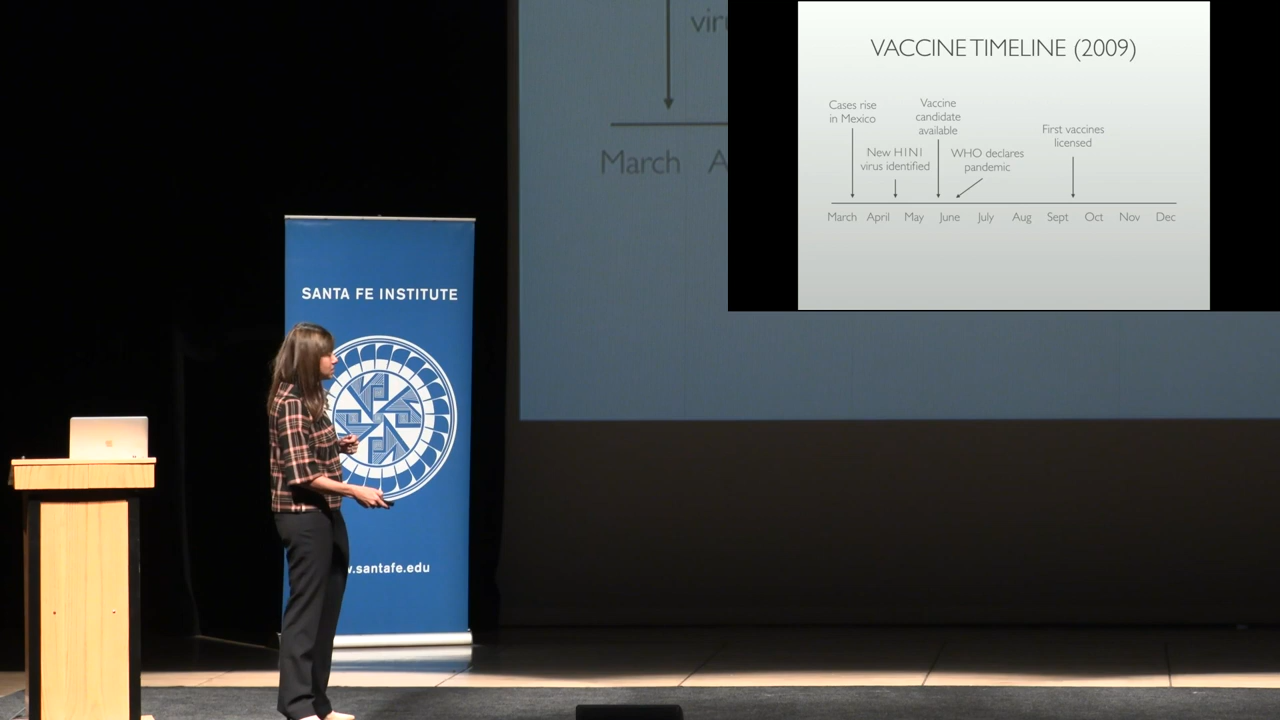 viru
March A
VACCINE TIMELINE (2009)
Cases rise
in Mexico
Vaccine
candidate
available
New H1N1
virus identified
WHO declares
pandemic
First vaccines
licensed
March April May June July Aug Sept Oct Nov Dec
SANTA FE INSTITUTE
v.santafe.edu